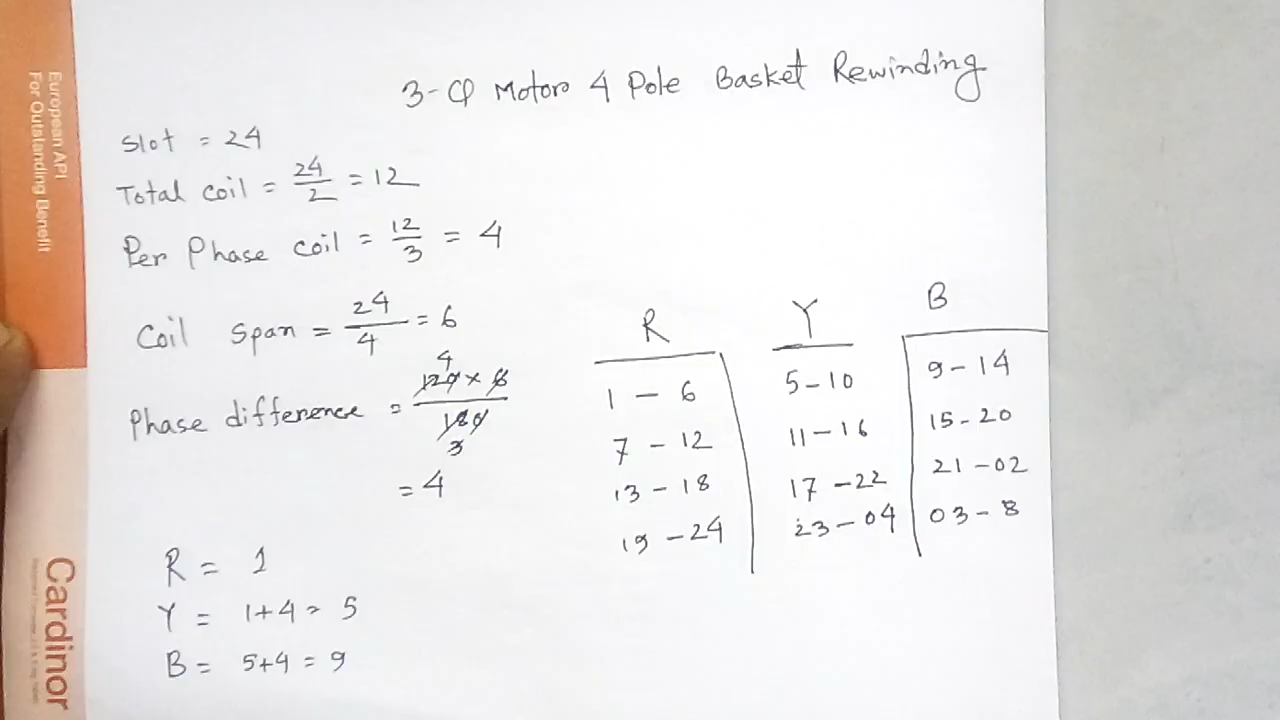 European API
For Outstanding Benefit
Cardinor
3-Φ Motor 4 Pole Basket Rewinding
Slot = 24
Total coil = 24/2 = 12
Per Phase coil = 12/3 = 4
Coil Span = 24/4 = 6
Phase difference = 4 120 × 6 / 180 3
= 4
R = 1
Y = 1+4 = 5
B = 5+4 = 9
R Y B
1 - 6 5-10 9-14
7 - 12 11-16 15-20
13 - 18 17-22 21-02
19 - 24 23-04 03-8